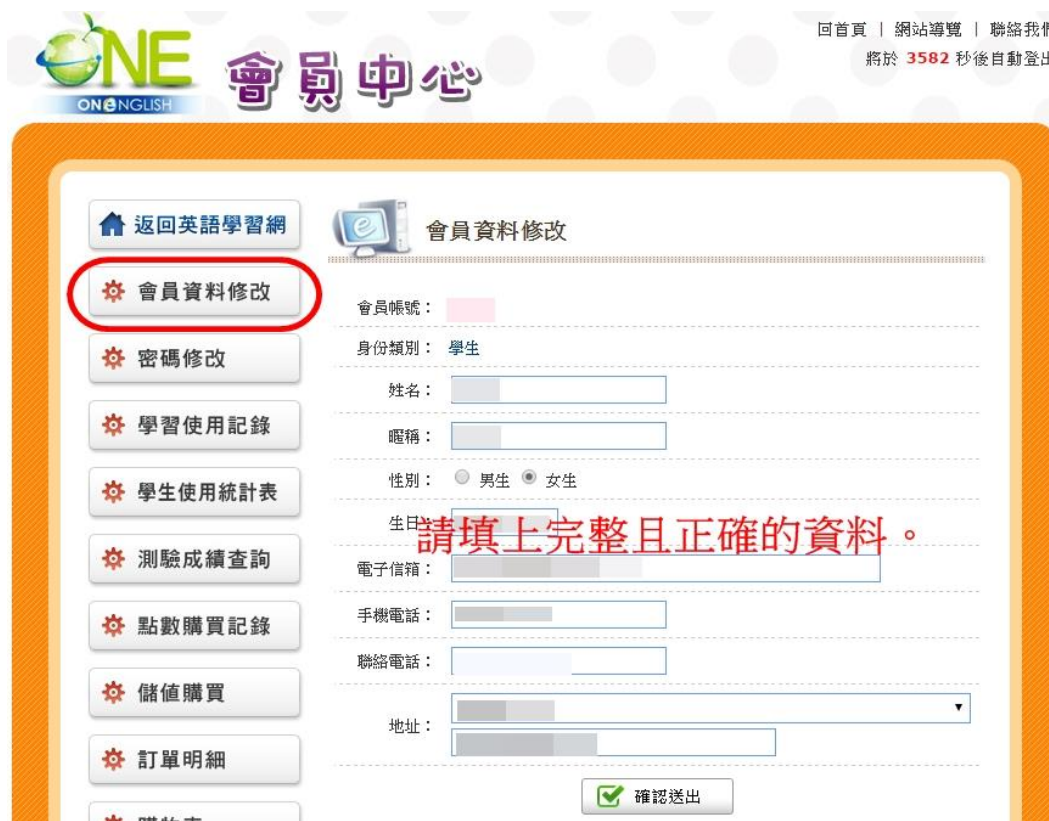 回首頁 | 網站導覽 | 聯絡我們
將於 3582 秒後自動登出
ONE
ONENGLISH
會員中心
返回英語學習網
會員資料修改
密碼修改
學習使用記錄
學生使用統計表
測驗成績查詢
點數購買記錄
儲值購買
訂單明細
會員資料修改
會員帳號：
身份類別： 學生
姓名：
暱稱：
性別： 男生 女生
生日：
請填上完整且正確的資料。
電子信箱：
手機電話：
聯絡電話：
地址：
確認送出